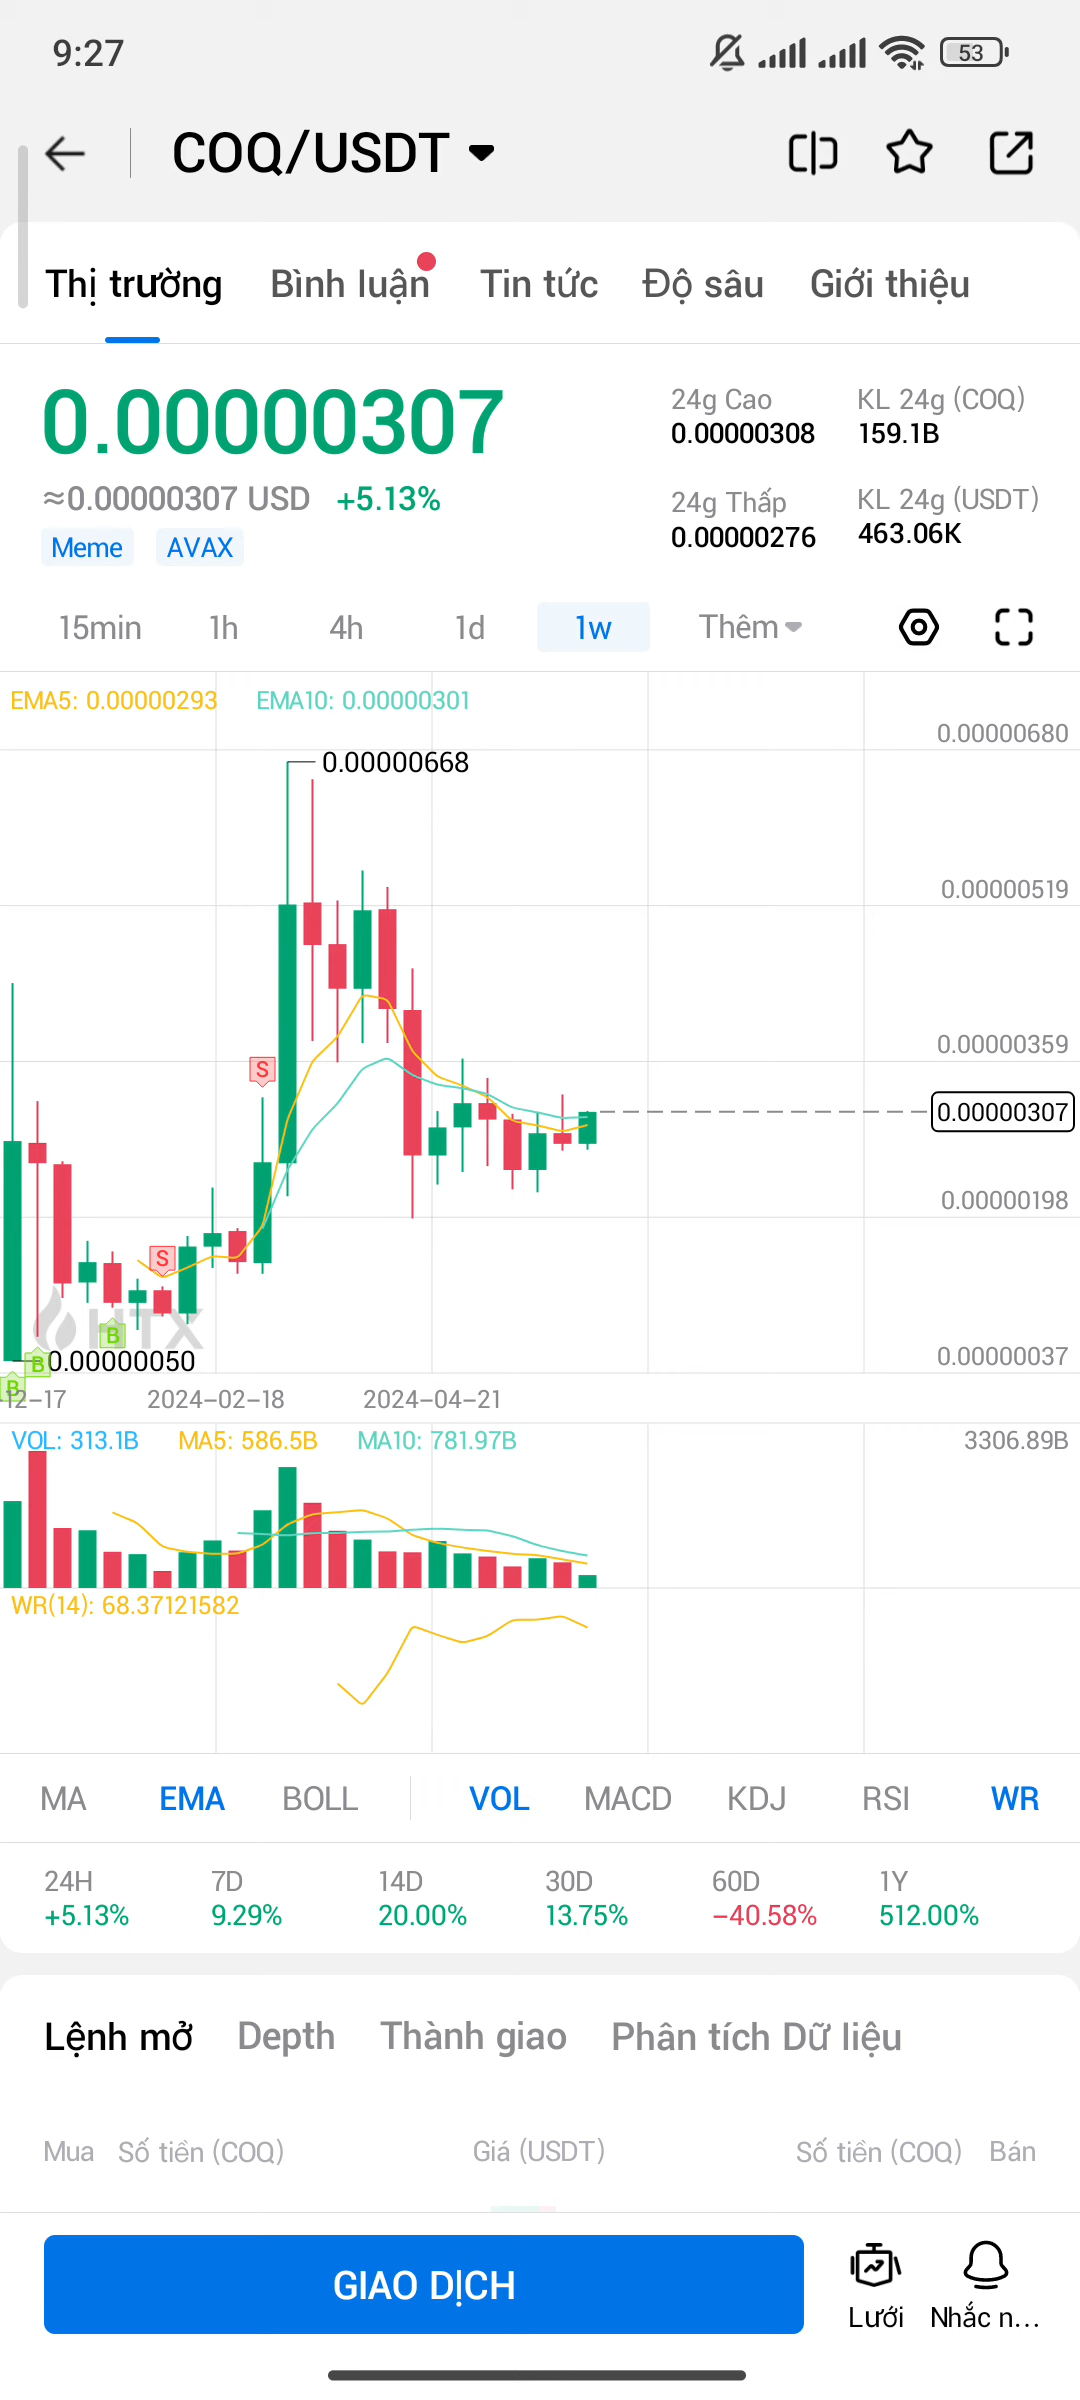 9:27
53
COQ/USDT
Thị trường Bình luận Tin tức Độ sâu Giới thiệu
0.00000307
≈0.00000307 USD +5.13%
Meme AVAX
24g Cao
0.00000308
KL 24g (COQ)
159.1B
24g Thấp
0.00000276
KL 24g (USDT)
463.06K
15min 1h 4h 1d 1w Thêm
EMA5: 0.00000293 EMA10: 0.00000301
0.00000680
0.00000668
0.00000519
0.00000359
S
0.00000307
0.00000198
S
HTX
B
B
0.00000050
0.00000037
B
12-17 2024-02-18 2024-04-21
VOL: 313.1B MA5: 586.5B MA10: 781.97B 3306.89B
WR(14): 68.37121582
MA EMA BOLL VOL MACD KDJ RSI WR
24H 7D 14D 30D 60D 1Y
+5.13% 9.29% 20.00% 13.75% -40.58% 512.00%
Lệnh mở Depth Thành giao Phân tích Dữ liệu
Mua Số tiền (COQ) Giá (USDT) Số tiền (COQ) Bán
GIAO DỊCH
Lưới Nhắc n...